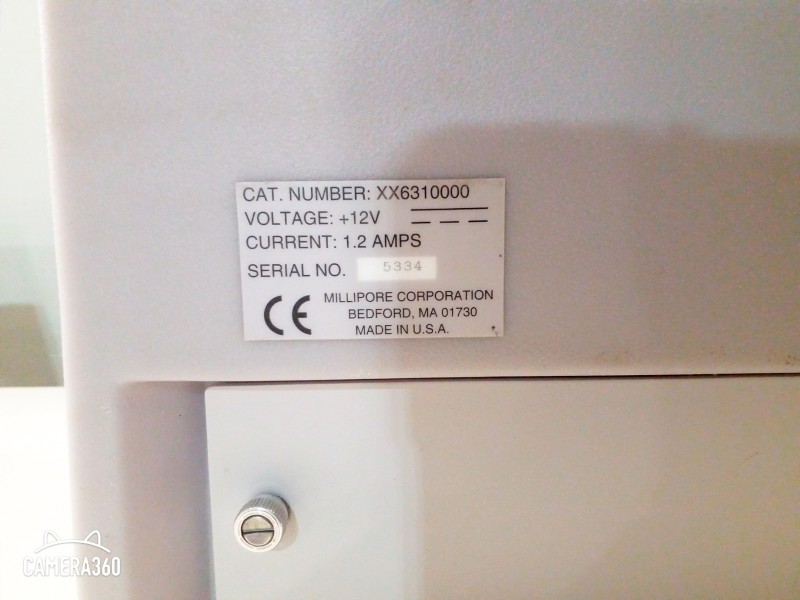 CAT. NUMBER: XX6310000
VOLTAGE: +12V
CURRENT: 1.2 AMPS
SERIAL NO. 5334
CE MILLIPORE CORPORATION
BEDFORD, MA 01730
MADE IN U.S.A.
CAMERA360